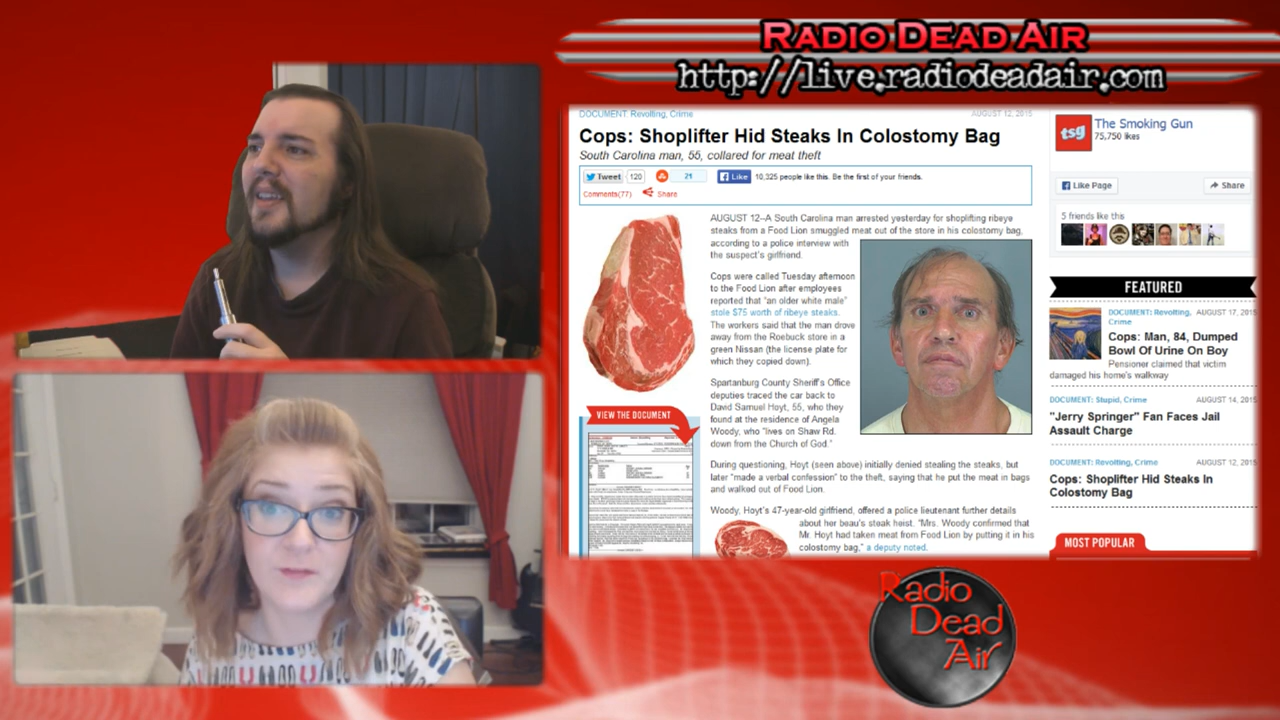 RADIO DEAD AIR
http://live.radiodeadair.com
DOCUMENT: Revolting, Crime
AUGUST 12, 2015
Cops: Shoplifter Hid Steaks In Colostomy Bag
South Carolina man, 55, collared for meat theft
Tweet 120 21 Like 10,325 people like this. Be the first of your friends.
Comments(77) Share
AUGUST 12--A South Carolina man arrested yesterday for shoplifting ribeye
steaks from a Food Lion smuggled meat out of the store in his colostomy bag,
according to a police interview with
the suspect's girlfriend.
Cops were called Tuesday afternoon
to the Food Lion after employees
reported that "an older white male"
stole $75 worth of ribeye steaks.
The workers said that the man drove
away from the Roebuck store in a
green Nissan (the license plate for
which they copied down).
VIEW THE DOCUMENT
Spartanburg County Sheriff's Office
deputies traced the car back to
David Samuel Hoyt, 55, who they
found at the residence of Angela
Woody, who "lives on Shaw Rd.
down from the Church of God."
During questioning, Hoyt (seen above) initially denied stealing the steaks, but
later "made a verbal confession" to the theft, saying that he put the meat in bags
and walked out of Food Lion.
Woody, Hoyt's 47-year-old girlfriend, offered a police lieutenant further details
about her beau's steak heist. "Mrs. Woody confirmed that
Mr. Hoyt had taken meat from Food Lion by putting it in his
colostomy bag," a deputy noted.
tsg
The Smoking Gun
75,750 likes
Like Page
Share
5 friends like this
FEATURED
DOCUMENT: Revolting,
Crime
AUGUST 17, 2015
Cops: Man, 84, Dumped
Bowl Of Urine On Boy
Pensioner claimed that victim
damaged his home's walkway
DOCUMENT: Stupid, Crime
AUGUST 14, 2015
"Jerry Springer" Fan Faces Jail
Assault Charge
DOCUMENT: Revolting, Crime
AUGUST 12, 2015
Cops: Shoplifter Hid Steaks In
Colostomy Bag
MOST POPULAR
Radio
Dead
Air